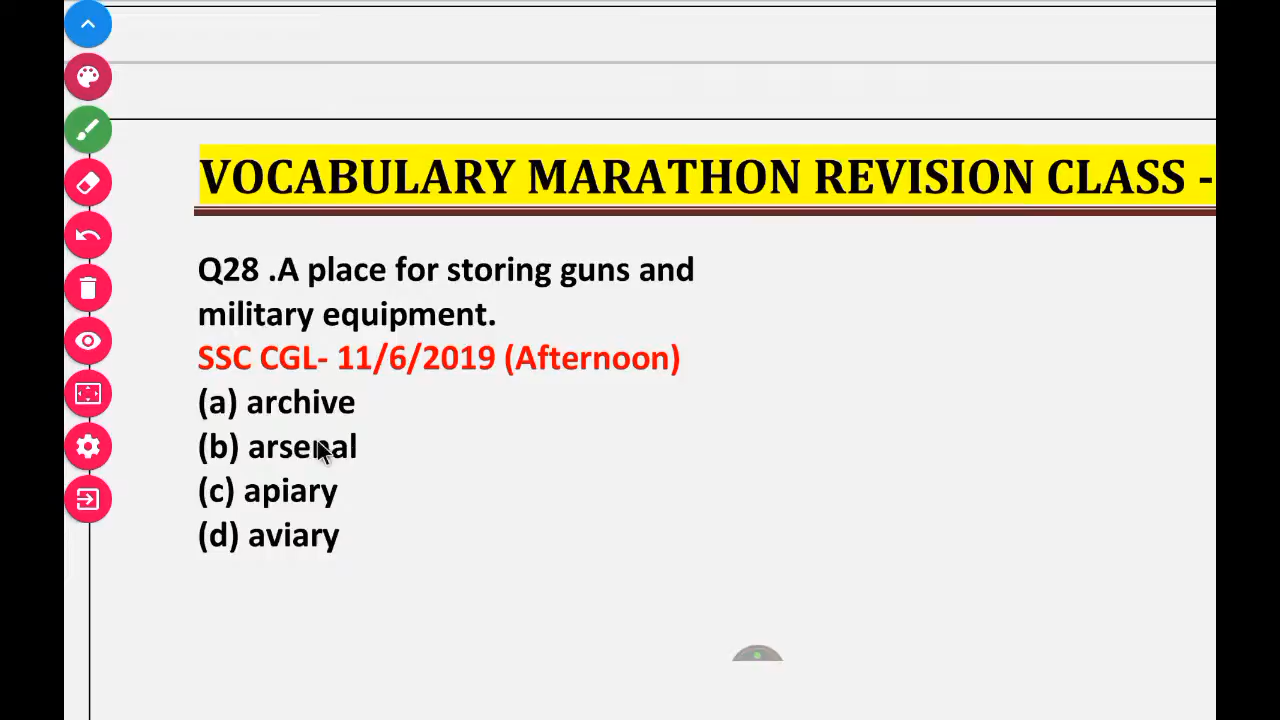 VOCABULARY MARATHON REVISION CLASS -
Q28 .A place for storing guns and
military equipment.
SSC CGL- 11/6/2019 (Afternoon)
(a) archive
(b) arsenal
(c) apiary
(d) aviary